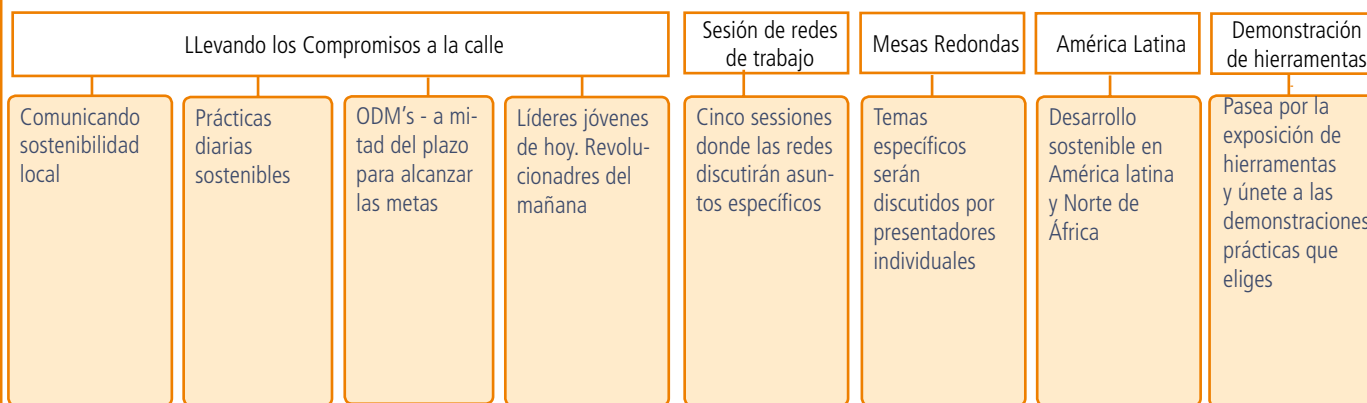 LLevando los Compromisos a la calle
Sesión de redes
de trabajo
Mesas Redondas
América Latina
Demonstración
de hierramentas
Comunicando
sostenibilidad
local
Prácticas
diarias
sostenibles
ODM's - a mi-
tad del plazo
para alcanzar
las metas
Líderes jóvenes
de hoy. Revolu-
cionadres del
mañana
Cinco sessiones
donde las redes
discutirán asun-
tos específicos
Temas
específicos
serán
discutidos por
presentadores
individuales
Desarrollo
sostenible en
América latina
y Norte de
África
Pasea por la
exposición de
hierramentas
y únete a las
demonstraciones
prácticas que
eliges